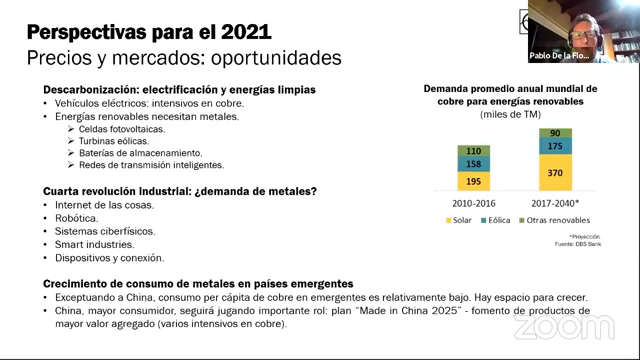 Perspectivas para el 2021
Precios y mercados: oportunidades
Pablo De la Flo...
Descarbonización: electrificación y energías limpias
• Vehículos eléctricos: intensivos en cobre.
• Energías renovables necesitan metales.
➢ Celdas fotovoltaicas.
➢ Turbinas eólicas.
➢ Baterías de almacenamiento.
➢ Redes de transmisión inteligentes.
Cuarta revolución industrial: ¿demanda de metales?
• Internet de las cosas.
• Robótica.
• Sistemas ciberfísicos.
• Smart industries.
• Dispositivos y conexión.
Crecimiento de consumo de metales en países emergentes
• Exceptuando a China, consumo per cápita de cobre en emergentes es relativamente bajo. Hay espacio para crecer.
• China, mayor consumidor, seguirá jugando importante rol: plan “Made in China 2025” - fomento de productos de
mayor valor agregado (varios intensivos en cobre).
Demanda promedio anual mundial de
cobre para energías renovables
(miles de TM)
110
158
195
90
175
370
2010-2016
2017-2040*
Solar
Eólica
Otras renovables
*Proyección
Fuente: DBS Bank
zoom